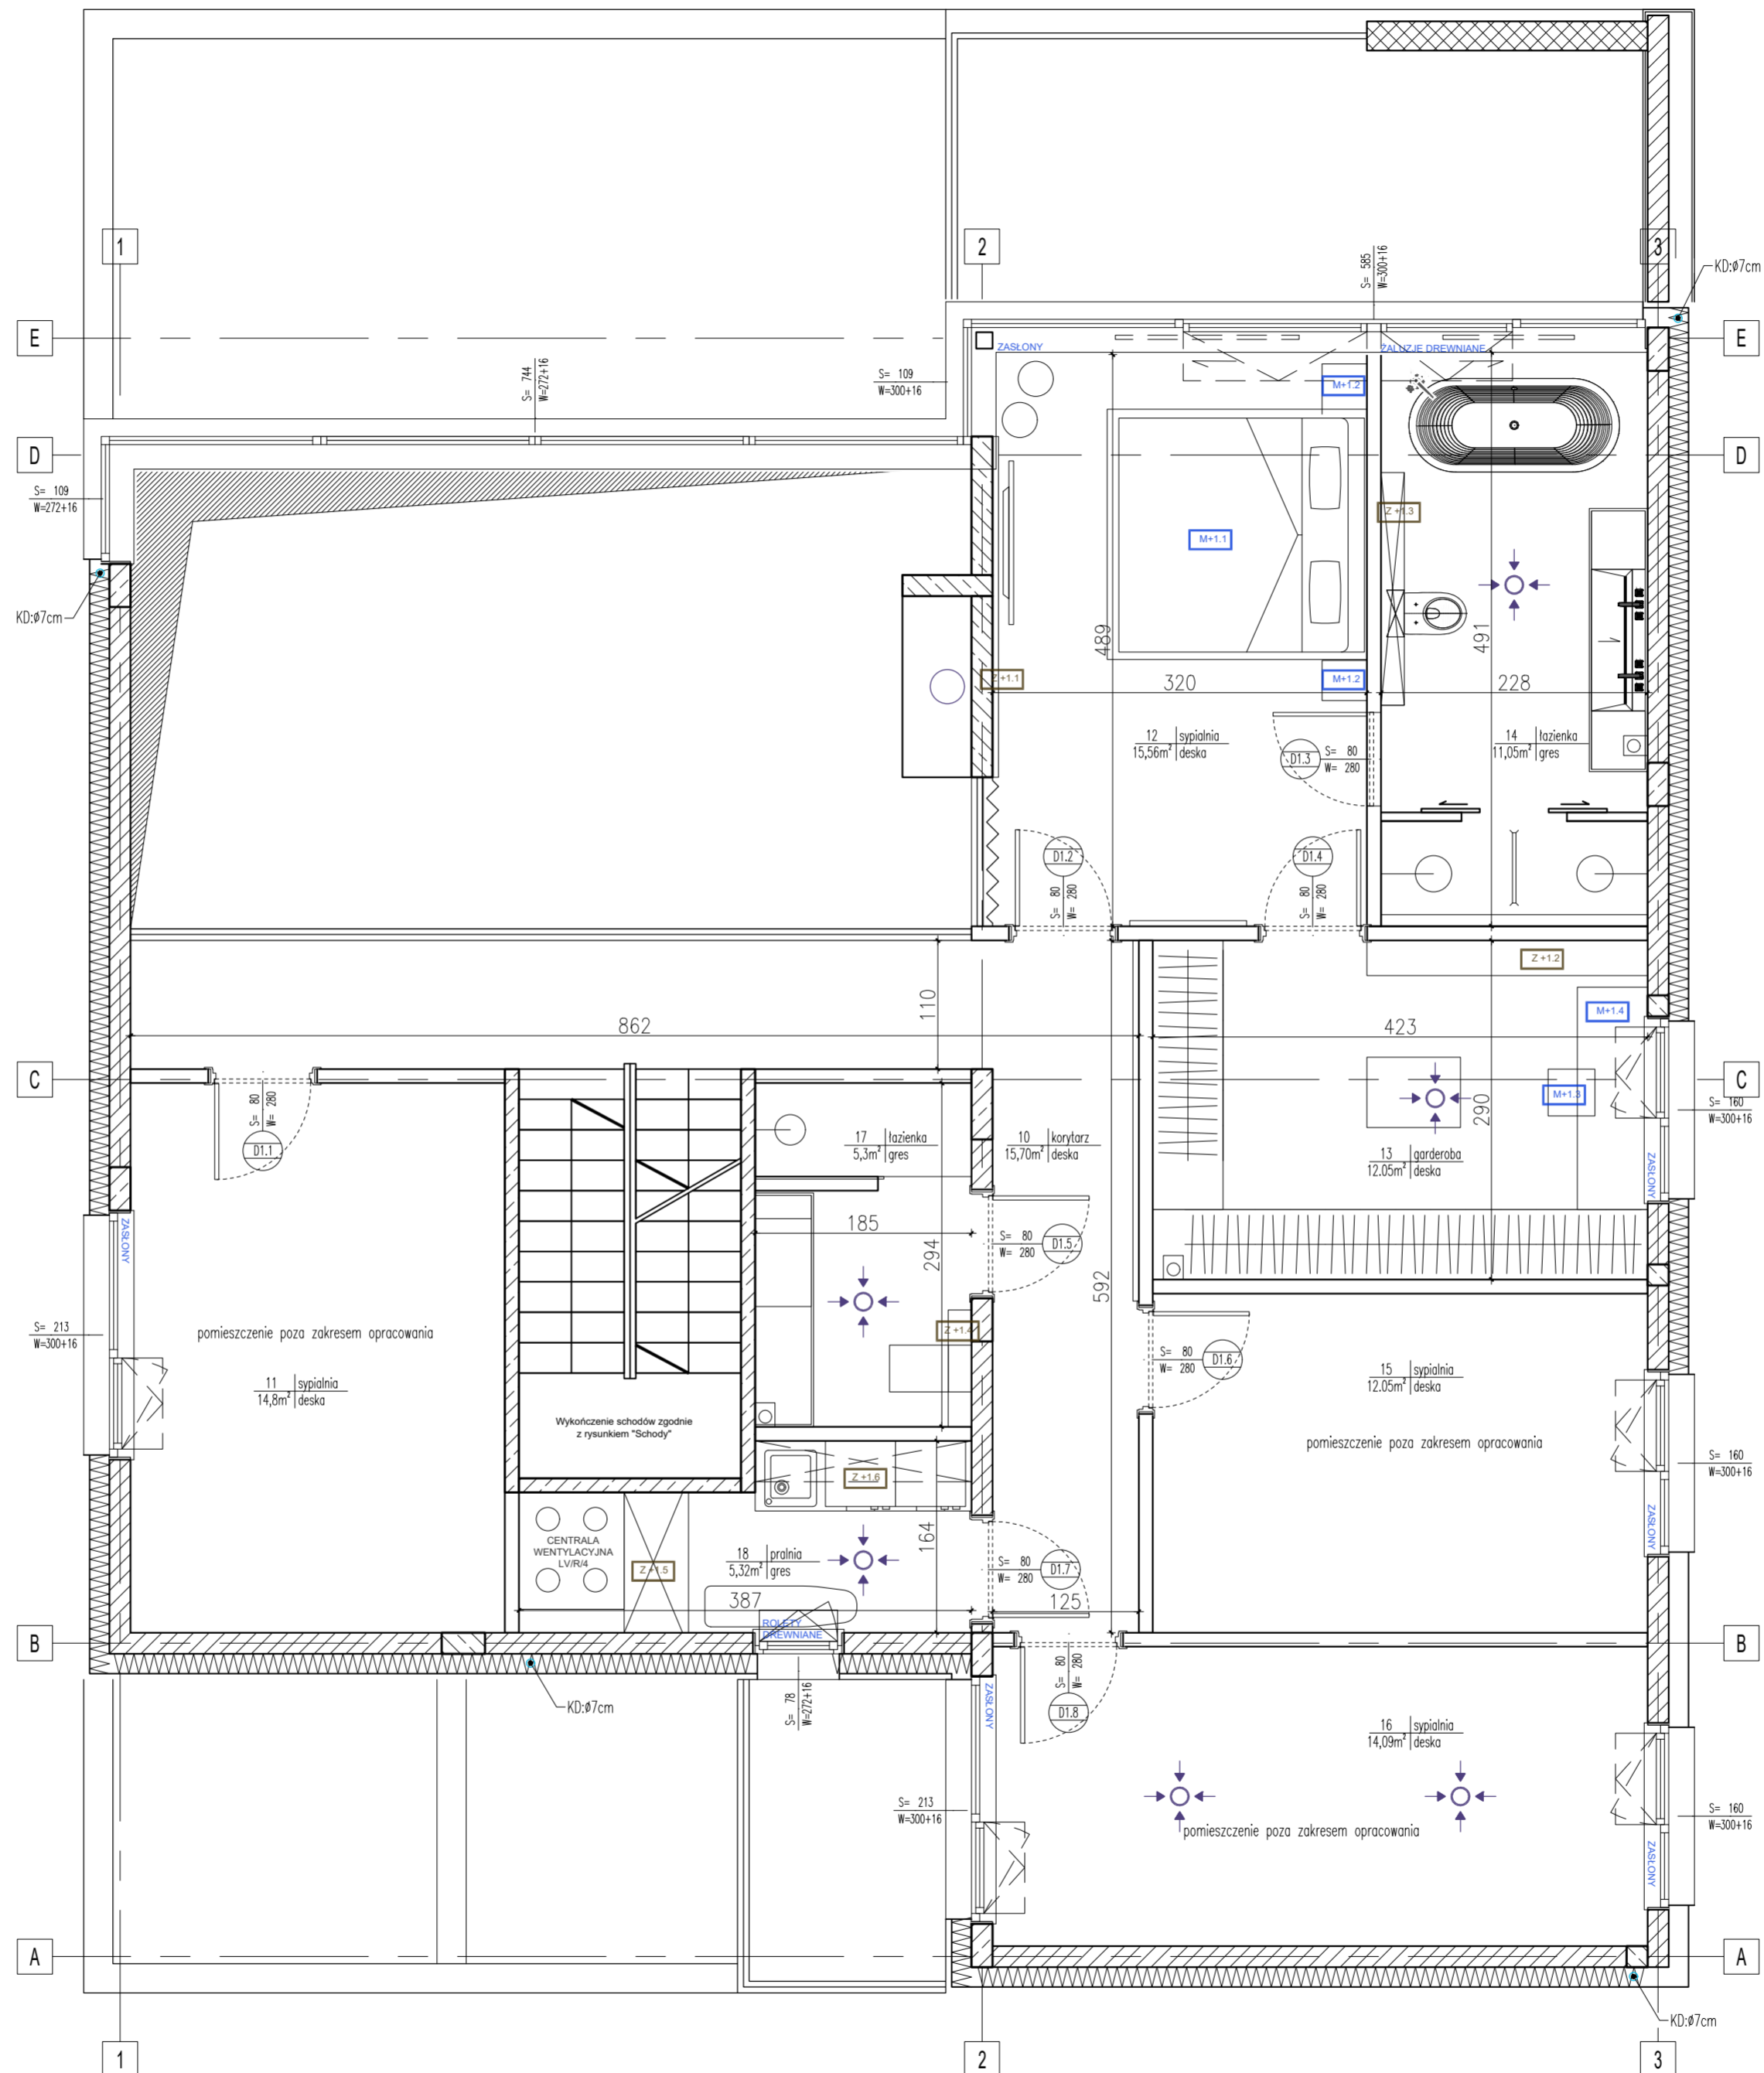 1
2
3
KD:ø7cm
S= 585
W=300+16
E
E
ZASŁONY
ŻALUZJE DREWNIANE
S= 744
W=272+16
S= 109
W=300+16
M+1.2
D
D
S= 109
W=272+16
Z +1.3
M+1.1
KD:ø7cm
489
491
Z +1.1
M+1.2
320
228
12 sypialnia
15,56m² deska
14 łazienka
11,05m² gres
D1.3
S= 80
W= 280
D1.2
S= 80
W= 280
D1.4
S= 80
W= 280
Z +1.2
110
862
423
M+1.4
C
C
M+1.3
S= 160
W=300+16
S= 80
W= 280
D1.1
290
17 łazienka
5,3m² gres
10 korytarz
15,70m² deska
13 garderoba
12.05m² deska
ZASŁONY
ZASŁONY
185
294
S= 80
W= 280
D1.5
592
S= 213
W=300+16
pomieszczenie poza zakresem opracowania
Z +1.4
S= 80
W= 280
D1.6
11 sypialnia
14,8m² deska
15 sypialnia
12.05m² deska
Wykończenie schodów zgodnie
z rysunkiem "Schody"
pomieszczenie poza zakresem opracowania
S= 160
W=300+16
Z +1.6
ZASŁONY
164
CENTRALA
WENTYLACYJNA
LV/R/4
Z +1.5
18 pralnia
5,32m² gres
S= 80
W= 280
D1.7
387
125
ROLETY
DREWNIANE
B
B
KD:ø7cm
S= 78
W=272+16
ZASŁONY
S= 80
W= 280
D1.8
16 sypialnia
14,09m² deska
S= 213
W=300+16
S= 160
W=300+16
pomieszczenie poza zakresem opracowania
ZASŁONY
A
A
KD:ø7cm
1
2
3